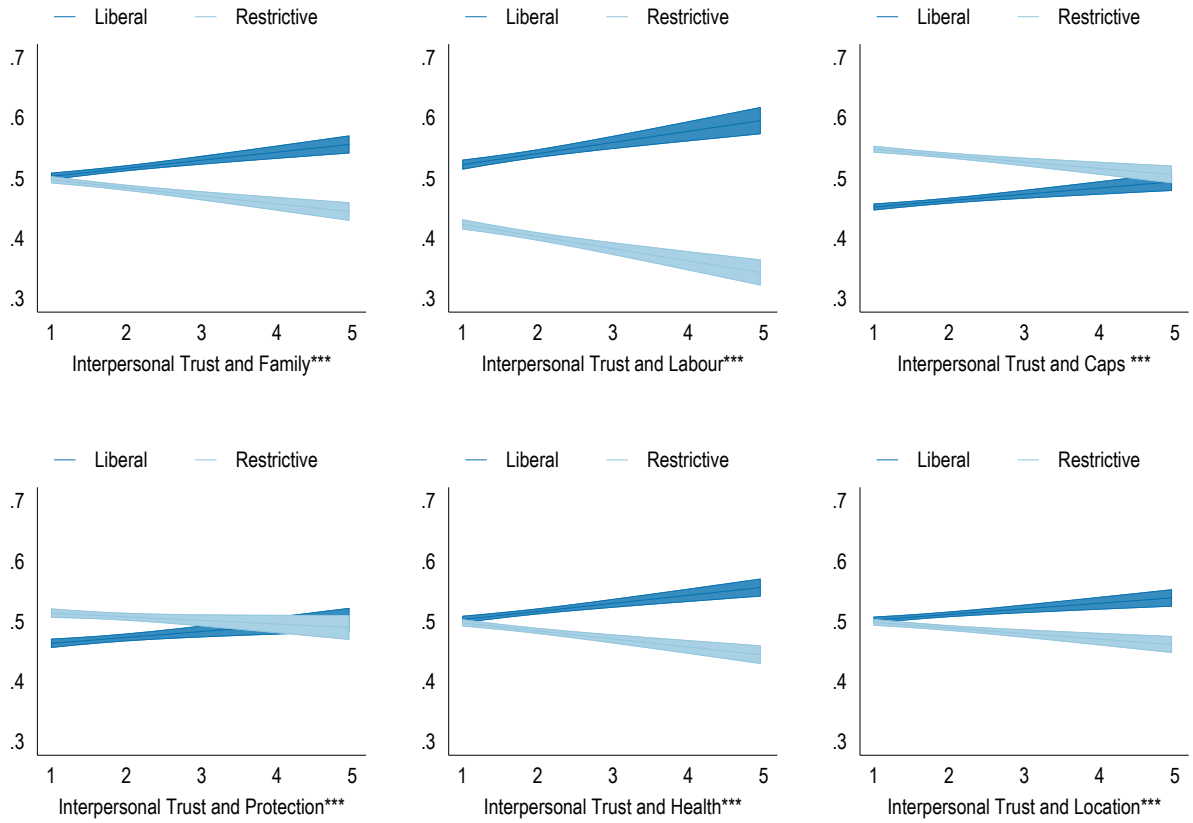 Liberal Restrictive Liberal Restrictive Liberal Restrictive
.7 .7 .7
.6 .6 .6
.5 .5 .5
.4 .4 .4
.3 .3 .3
1 2 3 4 5 1 2 3 4 5 1 2 3 4 5
Interpersonal Trust and Family*** Interpersonal Trust and Labour*** Interpersonal Trust and Caps ***
Liberal Restrictive Liberal Restrictive Liberal Restrictive
.7 .7 .7
.6 .6 .6
.5 .5 .5
.4 .4 .4
.3 .3 .3
1 2 3 4 5 1 2 3 4 5 1 2 3 4 5
Interpersonal Trust and Protection*** Interpersonal Trust and Health*** Interpersonal Trust and Location***